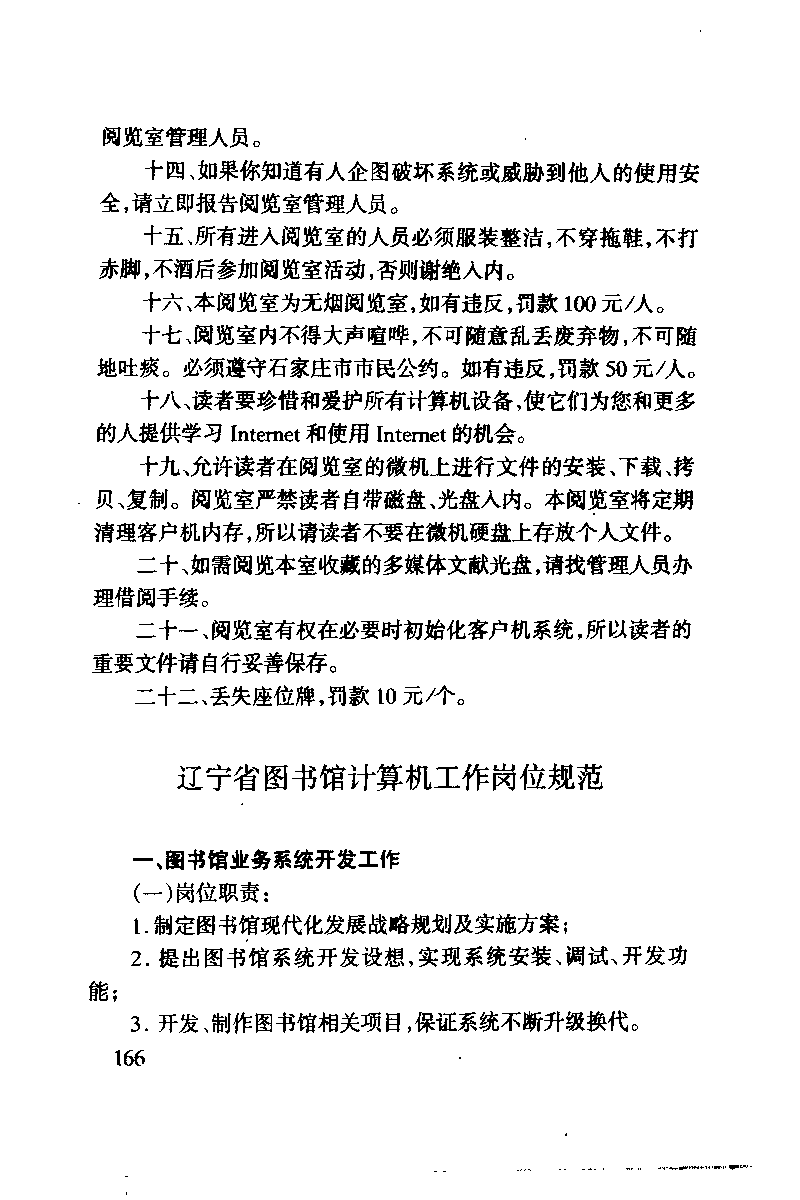 阅览室管理人员。
十四、如果你知道有人企图破坏系统或威胁到他人的使用安
全,请立即报告阅览室管理人员。
十五、所有进入阅览室的人员必须服装整洁,不穿拖鞋,不打
赤脚,不酒后参加阅览室活动,否则谢绝入内。
十六、本阅览室为无烟阅览室,如有违反,罚款 100 元/人。
十七、阅览室内不得大声喧哗,不可随意乱丢废弃物,不可随
地吐痰。必须遵守石家庄市市民公约。如有违反,罚款 50 元/人。
十八、读者要珍惜和爱护所有计算机设备,使它们为您和更多
的人提供学习 Internet 和使用 Internet 的机会。
十九、允许读者在阅览室的微机上进行文件的安装、下载、拷
贝、复制。阅览室严禁读者自带磁盘、光盘入内。本阅览室将定期
清理客户机内存,所以请读者不要在微机硬盘上存放个人文件。
二十、如需阅览本室收藏的多媒体文献光盘,请找管理人员办
理借阅手续。
二十一、阅览室有权在必要时初始化客户机系统,所以读者的
重要文件请自行妥善保存。
二十二、丢失座位牌,罚款 10 元/个。
辽宁省图书馆计算机工作岗位规范
一、图书馆业务系统开发工作
(一)岗位职责:
1. 制定图书馆现代化发展战略规划及实施方案;
2. 提出图书馆系统开发设想,实现系统安装、调试、开发功
能;
3. 开发、制作图书馆相关项目,保证系统不断升级换代。
166